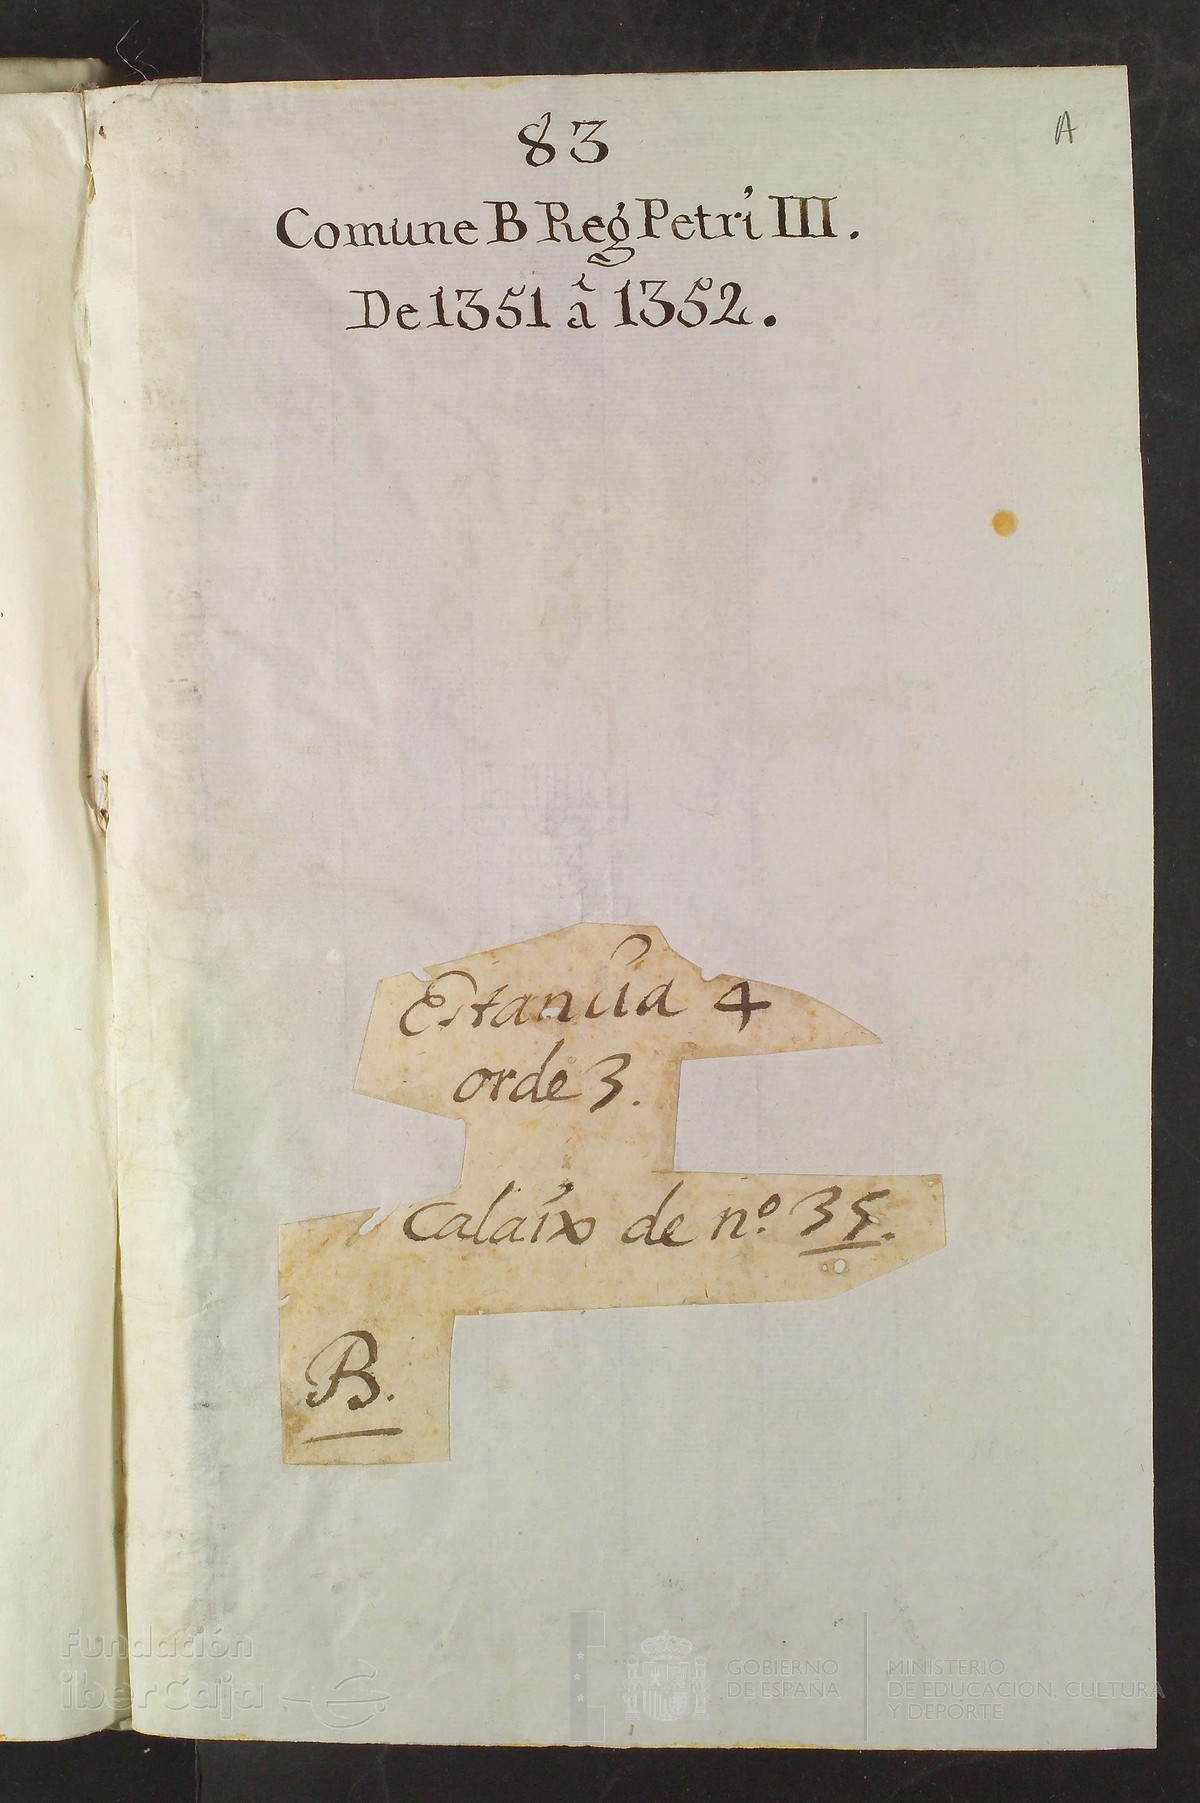 A
83
Comune B Reg Petri III.
De 1351 â 1352.
Estancia 4
orde 3.
Calaix de nº. 35.
B.
Fundación
iberCaja
GOBIERNO
DE ESPAÑA
MINISTERIO
DE EDUCACIÓN, CULTURA
Y DEPORTE